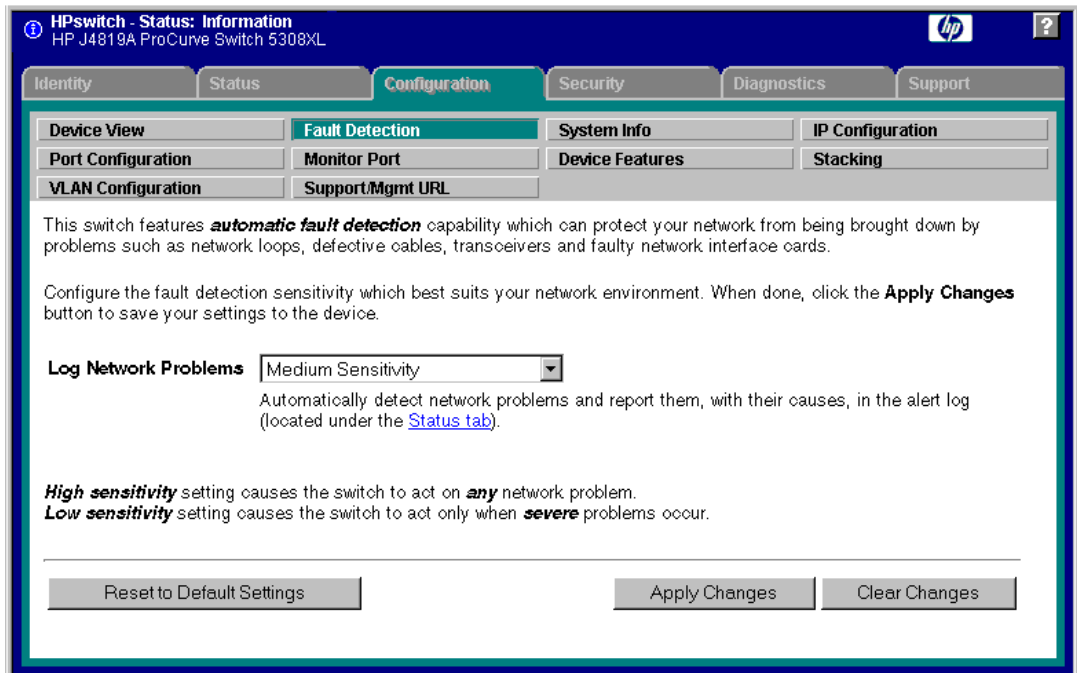 HPswitch - Status: Information
HP J4819A ProCurve Switch 5308XL
hp
?
Identity Status Configuration Security Diagnostics Support
Device View Fault Detection System Info IP Configuration
Port Configuration Monitor Port Device Features Stacking
VLAN Configuration Support/Mgmt URL
This switch features automatic fault detection capability which can protect your network from being brought down by
problems such as network loops, defective cables, transceivers and faulty network interface cards.
Configure the fault detection sensitivity which best suits your network environment. When done, click the Apply Changes
button to save your settings to the device.
Log Network Problems Medium Sensitivity
Automatically detect network problems and report them, with their causes, in the alert log
(located under the Status tab).
High sensitivity setting causes the switch to act on any network problem.
Low sensitivity setting causes the switch to act only when severe problems occur.
Reset to Default Settings Apply Changes Clear Changes